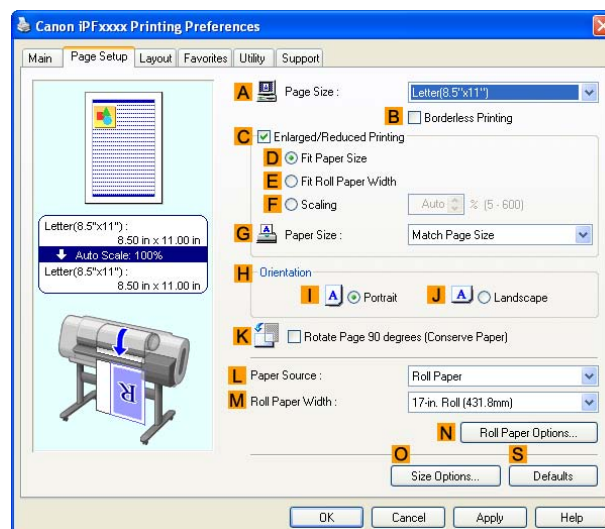 Canon iPFxxxx Printing Preferences
Main Page Setup Layout Favorites Utility Support
A Page Size : Letter(8.5"x11")
B Borderless Printing
C Enlarged/Reduced Printing
D Fit Paper Size
E Fit Roll Paper Width
F Scaling Auto % (5 - 600)
G Paper Size : Match Page Size
Letter(8.5"x11") :
8.50 in x 11.00 in
Auto Scale: 100%
Letter(8.5"x11") :
8.50 in x 11.00 in
H Orientation
I A Portrait J A Landscape
K Rotate Page 90 degrees (Conserve Paper)
R
L Paper Source : Roll Paper
M Roll Paper Width : 17-in. Roll (431.8mm)
N Roll Paper Options...
O S
Size Options... Defaults
OK Cancel Apply Help